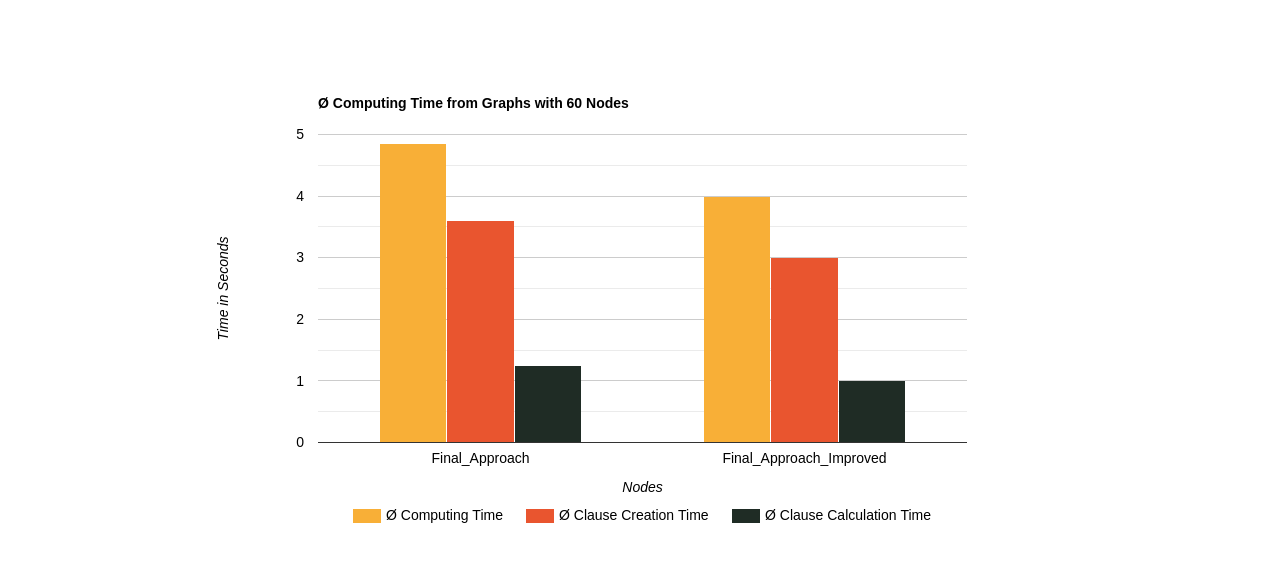 Ø Computing Time from Graphs with 60 Nodes
5
4
3
2
1
0
Time in Seconds
Final_Approach Final_Approach_Improved
Nodes
Ø Computing Time Ø Clause Creation Time Ø Clause Calculation Time